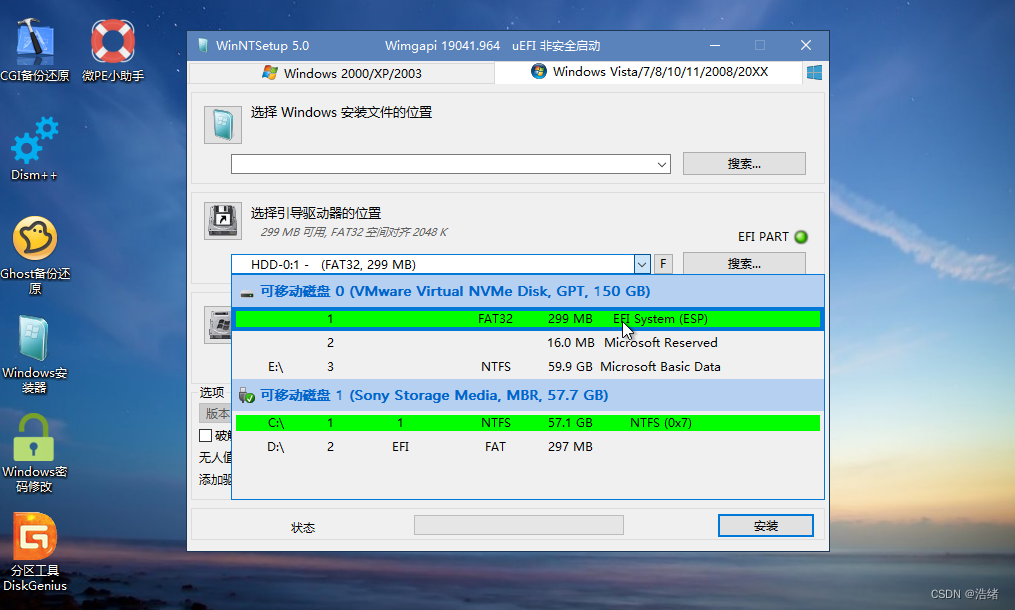 CGI备份还原
微PE小助手
Dism++
Ghost备份还
原
Windows安
装器
Windows密
码修改
分区工具
DiskGenius
WinNTSetup 5.0 Wimgapi 19041.964 uEFI 非安全启动
Windows 2000/XP/2003
Windows Vista/7/8/10/11/2008/20XX
选择 Windows 安装文件的位置
搜索...
选择引导驱动器的位置
299 MB 可用, FAT32 空间对齐 2048 K
EFI PART
HDD-0:1 - (FAT32, 299 MB)
F
搜索...
可移动磁盘 0 (VMware Virtual NVMe Disk, GPT, 150 GB)
1 FAT32 299 MB EFI System (ESP)
2 16.0 MB Microsoft Reserved
E:\ 3 NTFS 59.9 GB Microsoft Basic Data
可移动磁盘 1 (Sony Storage Media, MBR, 57.7 GB)
C:\ 1 1 NTFS 57.1 GB NTFS (0x7)
D:\ 2 EFI FAT 297 MB
选项
版本
无人值
添加驱
状态
安装
CSDN @浩绪